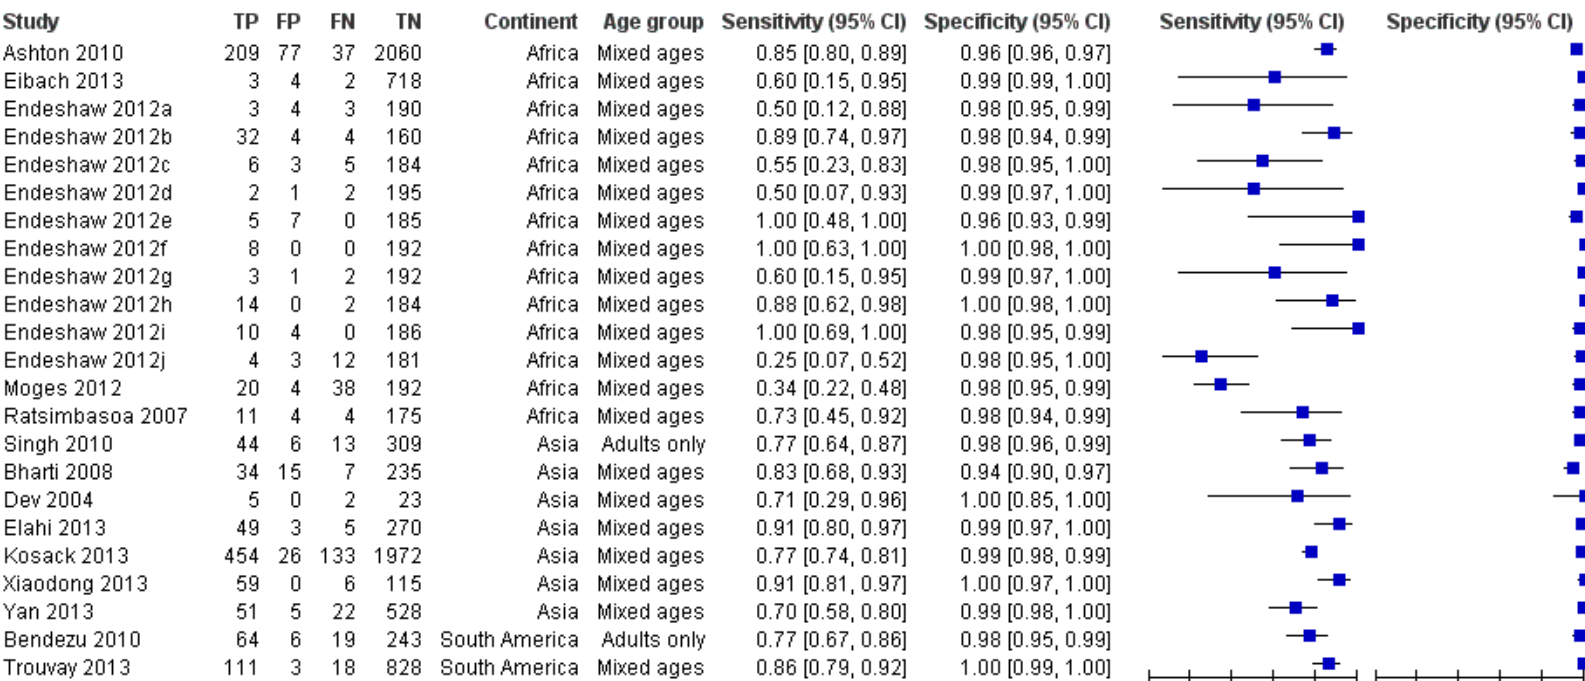 Study TP FP FN TN Continent Age group Sensitivity (95% CI) Specificity (95% CI) Sensitivity (95% CI) Specificity (95% CI)
Ashton 2010 209 77 37 2060 Africa Mixed ages 0.85 [0.80, 0.89] 0.96 [0.96, 0.97]
Eibach 2013 3 4 2 718 Africa Mixed ages 0.60 [0.15, 0.95] 0.99 [0.99, 1.00]
Endeshaw 2012a 3 4 3 190 Africa Mixed ages 0.50 [0.12, 0.88] 0.98 [0.95, 0.99]
Endeshaw 2012b 32 4 4 160 Africa Mixed ages 0.89 [0.74, 0.97] 0.98 [0.94, 0.99]
Endeshaw 2012c 6 3 5 184 Africa Mixed ages 0.55 [0.23, 0.83] 0.98 [0.95, 1.00]
Endeshaw 2012d 2 1 2 195 Africa Mixed ages 0.50 [0.07, 0.93] 0.99 [0.97, 1.00]
Endeshaw 2012e 5 7 0 185 Africa Mixed ages 1.00 [0.48, 1.00] 0.96 [0.93, 0.99]
Endeshaw 2012f 8 0 0 192 Africa Mixed ages 1.00 [0.63, 1.00] 1.00 [0.98, 1.00]
Endeshaw 2012g 3 1 2 192 Africa Mixed ages 0.60 [0.15, 0.95] 0.99 [0.97, 1.00]
Endeshaw 2012h 14 0 2 184 Africa Mixed ages 0.88 [0.62, 0.98] 1.00 [0.98, 1.00]
Endeshaw 2012i 10 4 0 186 Africa Mixed ages 1.00 [0.69, 1.00] 0.98 [0.95, 0.99]
Endeshaw 2012j 4 3 12 181 Africa Mixed ages 0.25 [0.07, 0.52] 0.98 [0.95, 1.00]
Moges 2012 20 4 38 192 Africa Mixed ages 0.34 [0.22, 0.48] 0.98 [0.95, 0.99]
Ratsimbasoa 2007 11 4 4 175 Africa Mixed ages 0.73 [0.45, 0.92] 0.98 [0.94, 0.99]
Singh 2010 44 6 13 309 Asia Adults only 0.77 [0.64, 0.87] 0.98 [0.96, 0.99]
Bharti 2008 34 15 7 235 Asia Mixed ages 0.83 [0.68, 0.93] 0.94 [0.90, 0.97]
Dev 2004 5 0 2 23 Asia Mixed ages 0.71 [0.29, 0.96] 1.00 [0.85, 1.00]
Elahi 2013 49 3 5 270 Asia Mixed ages 0.91 [0.80, 0.97] 0.99 [0.97, 1.00]
Kosack 2013 454 26 133 1972 Asia Mixed ages 0.77 [0.74, 0.81] 0.99 [0.98, 0.99]
Xiaodong 2013 59 0 6 115 Asia Mixed ages 0.91 [0.81, 0.97] 1.00 [0.97, 1.00]
Yan 2013 51 5 22 528 Asia Mixed ages 0.70 [0.58, 0.80] 0.99 [0.98, 1.00]
Bendezu 2010 64 6 19 243 South America Adults only 0.77 [0.67, 0.86] 0.98 [0.95, 0.99]
Trouvay 2013 111 3 18 828 South America Mixed ages 0.86 [0.79, 0.92] 1.00 [0.99, 1.00]